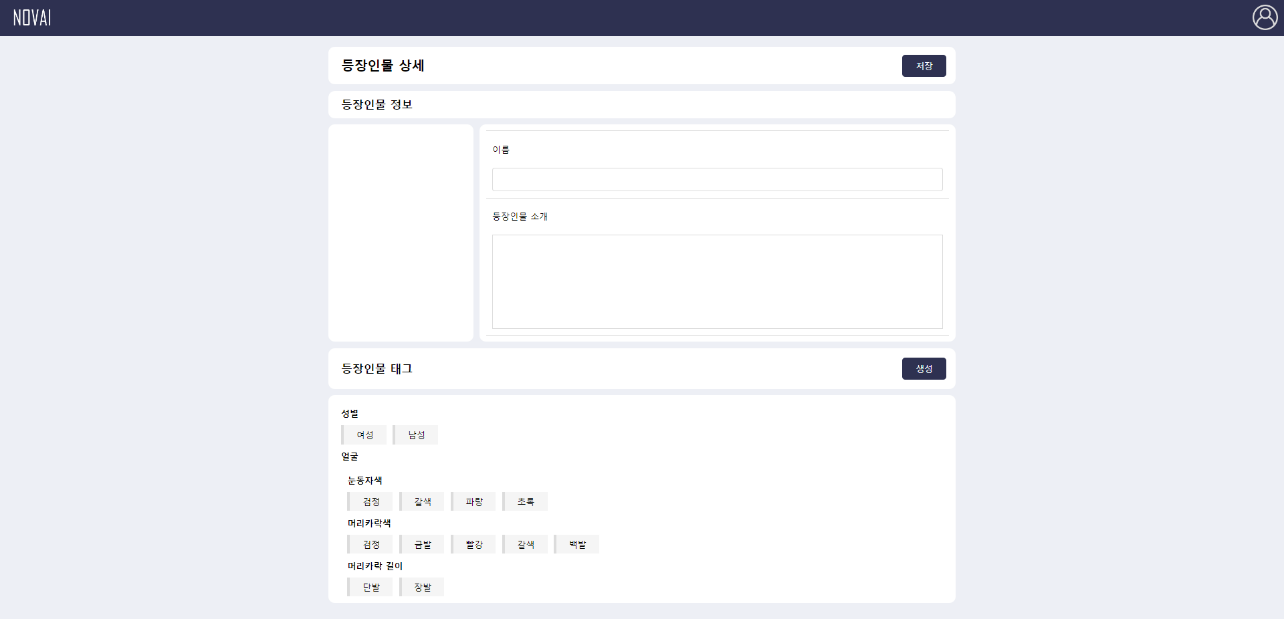 NOVAI
등장인물 상세
저장
등장인물 정보
이름
등장인물 소개
등장인물 태그
생성
성별
여성 남성
얼굴
눈동자색
검정 갈색 파랑 초록
머리카락색
검정 금발 빨강 갈색 백발
머리카락 길이
단발 장발